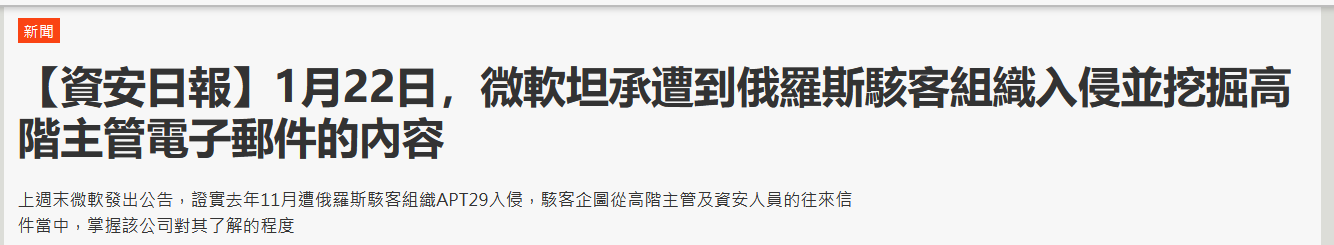 新聞
【資安日報】1月22日，微軟坦承遭到俄羅斯駭客組織入侵並挖掘高
階主管電子郵件的內容
上週末微軟發出公告，證實去年11月遭俄羅斯駭客組織APT29入侵，駭客企圖從高階主管及資安人員的往來信
件當中，掌握該公司對其了解的程度